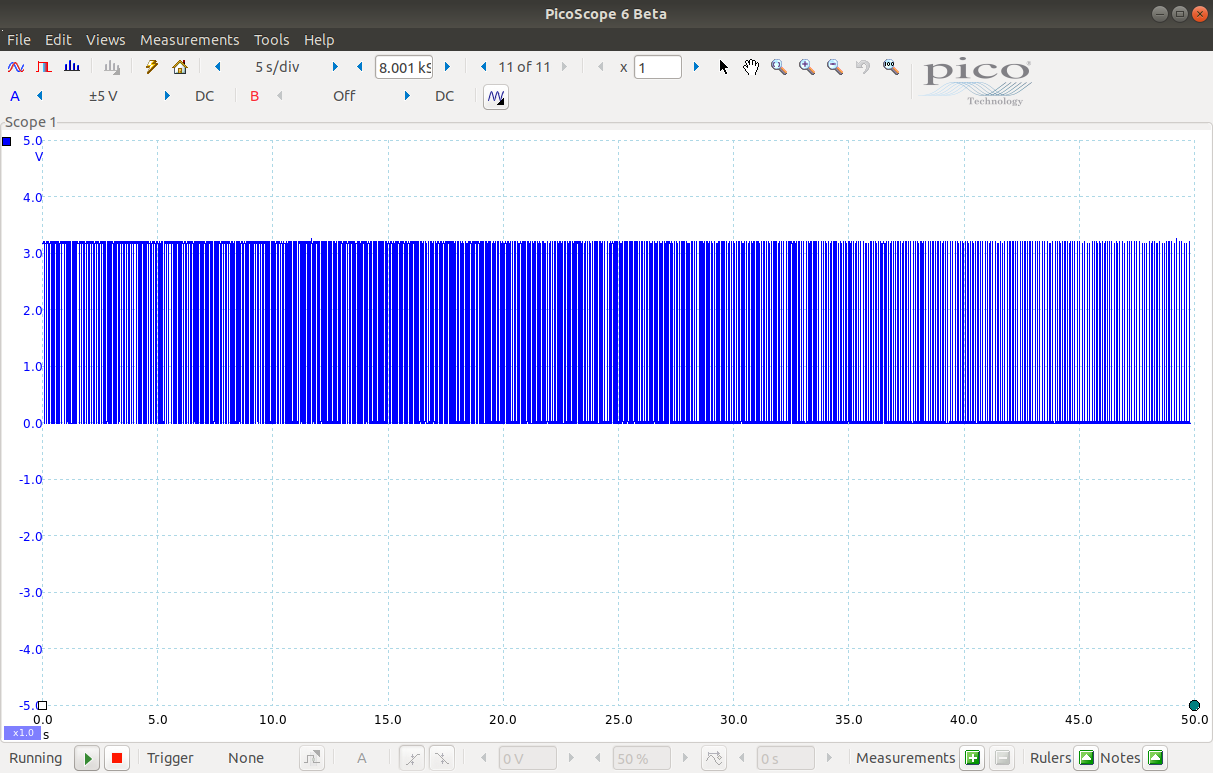 PicoScope 6 Beta
File Edit Views Measurements Tools Help
5 s/div 8.001 kS 11 of 11 x 1
A ±5 V DC B Off DC
pico
Technology
Scope 1
5.0
V
4.0
3.0
2.0
1.0
0.0
-1.0
-2.0
-3.0
-4.0
-5.0
0.0 5.0 10.0 15.0 20.0 25.0 30.0 35.0 40.0 45.0 50.0
x1.0 s
Running Trigger None A 0 V 50 % 0 s Measurements Rulers Notes